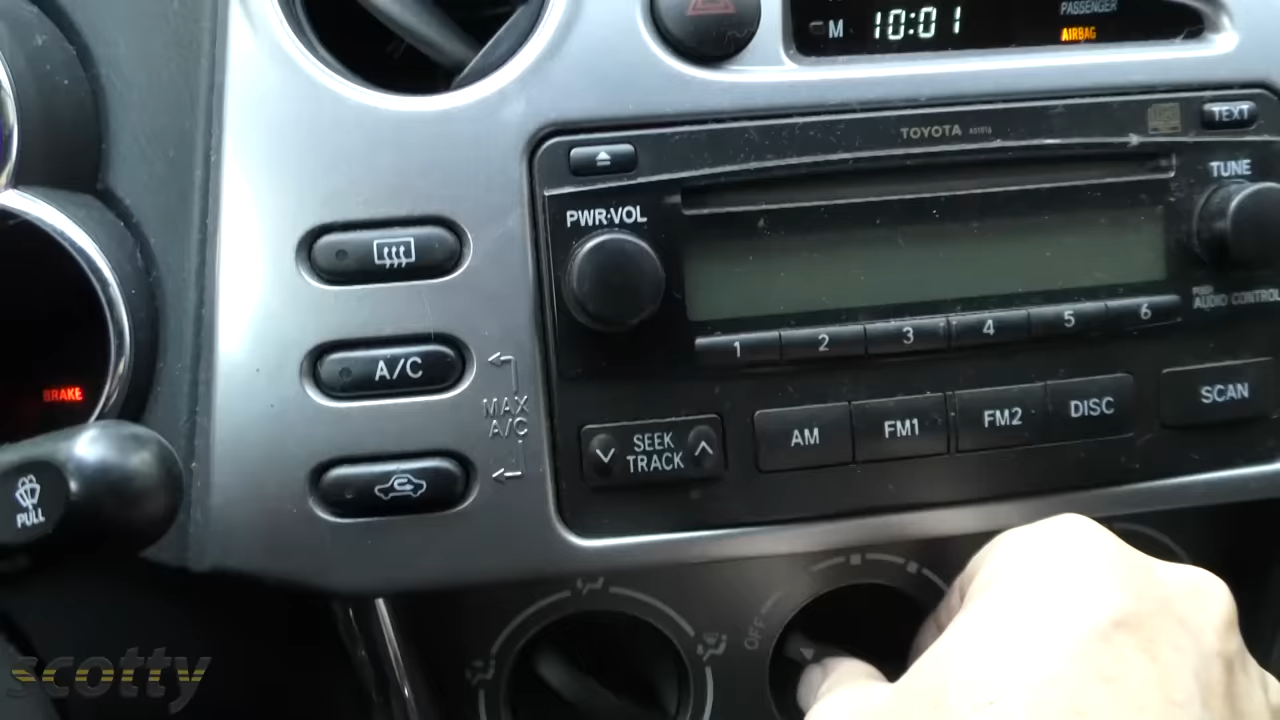 M 10:01
PASSENGER
AIRBAG
TOYOTA
TEXT
TUNE
PWR·VOL
PUSH
AUDIO CONTROL
1 2 3 4 5 6
A/C
MAX
A/C
BRAKE
SEEK
TRACK
AM FM1 FM2 DISC SCAN
PULL
OFF
scotty